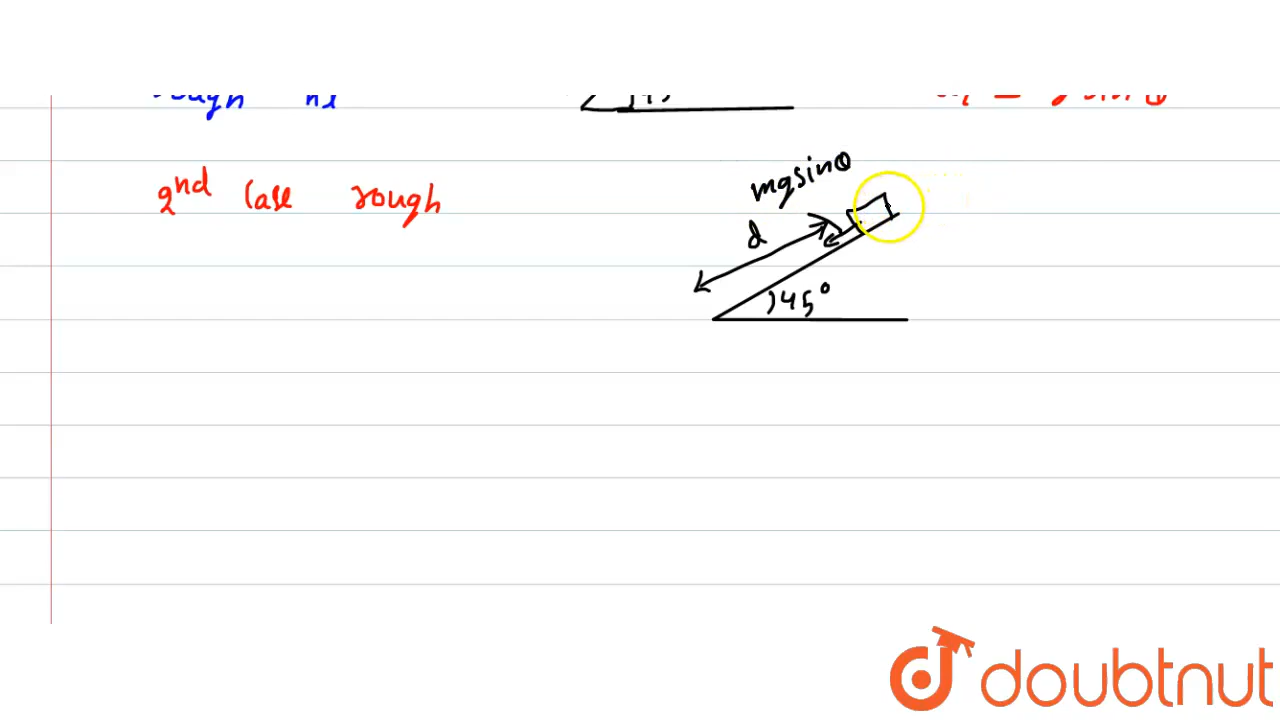 2nd Case rough
mgsinθ
d
45°
doubtnut